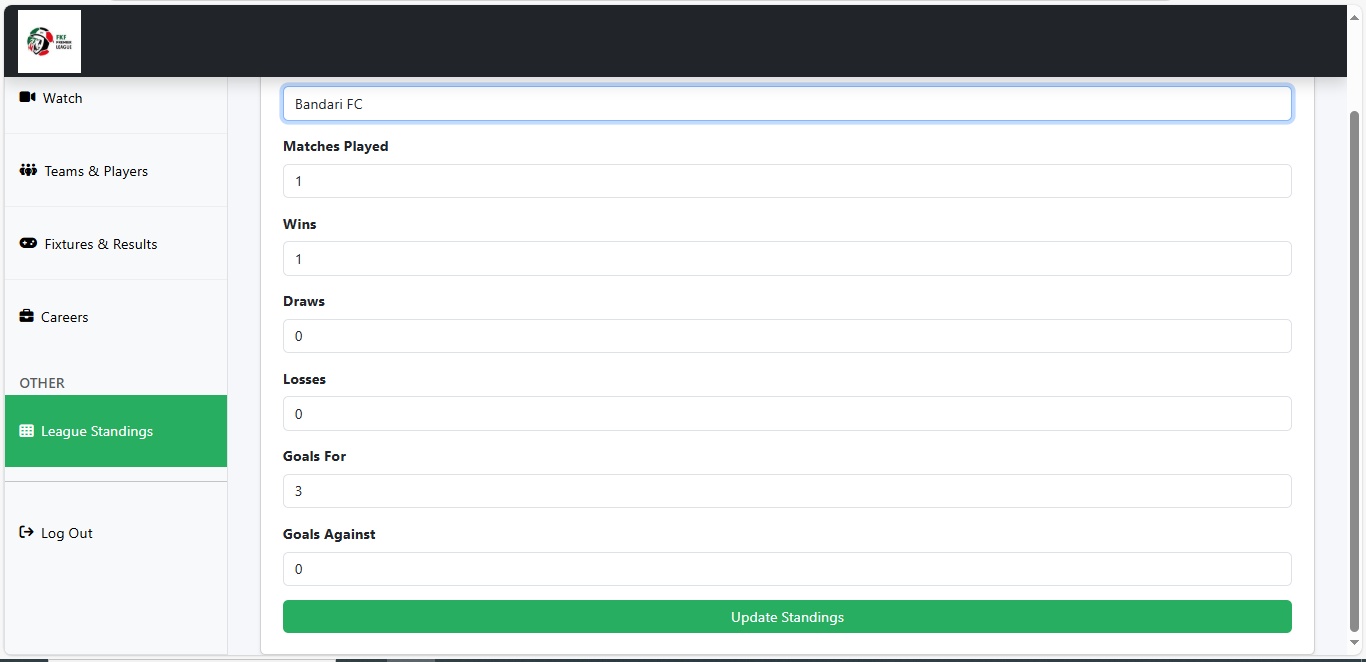 FKF
PREMIER
LEAGUE
Watch
Teams & Players
Fixtures & Results
Careers
OTHER
League Standings
Log Out
Bandari FC
Matches Played
1
Wins
1
Draws
0
Losses
0
Goals For
3
Goals Against
0
Update Standings